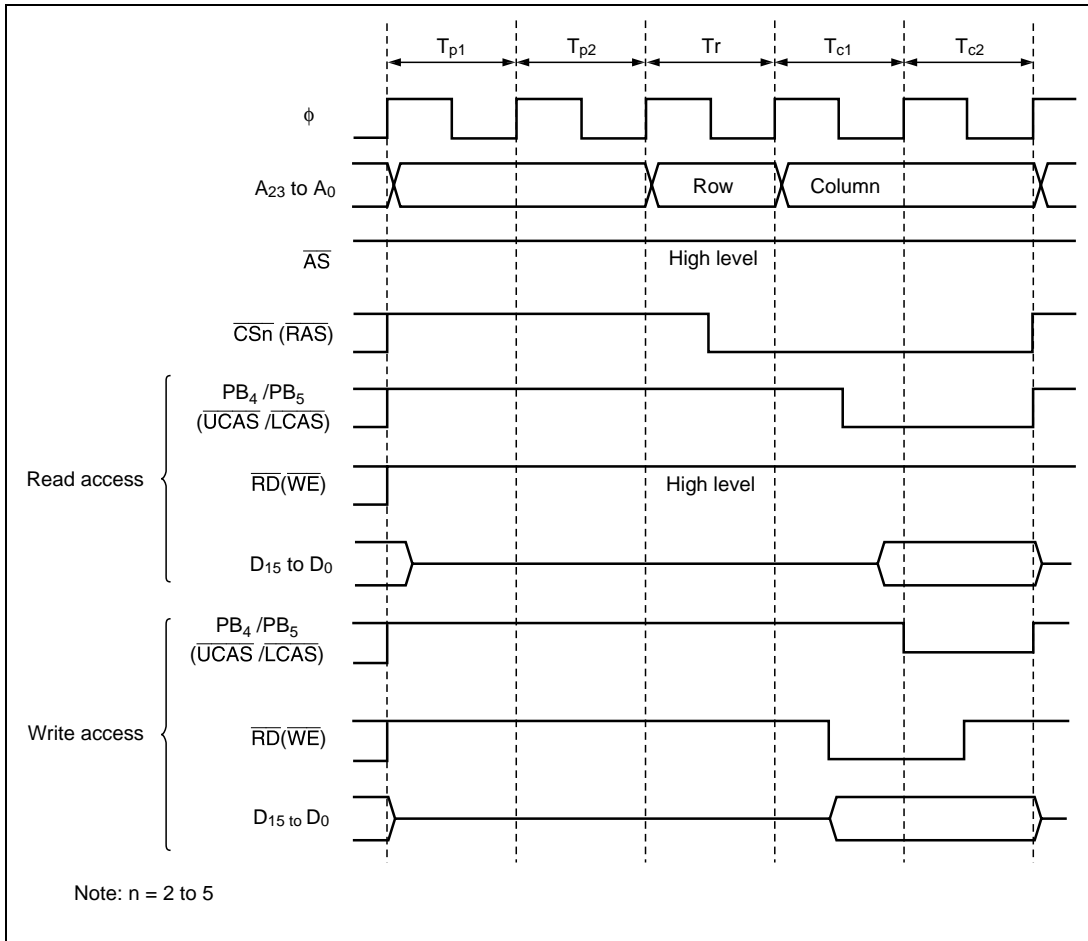 Tp1 Tp2 Tr Tc1 Tc2
φ
A23 to A0 Row Column
AS High level
CSn (RAS)
Read access
PB4 /PB5
(UCAS /LCAS)
RD(WE) High level
D15 to D0
Write access
PB4 /PB5
(UCAS /LCAS)
RD(WE)
D15 to D0
Note: n = 2 to 5